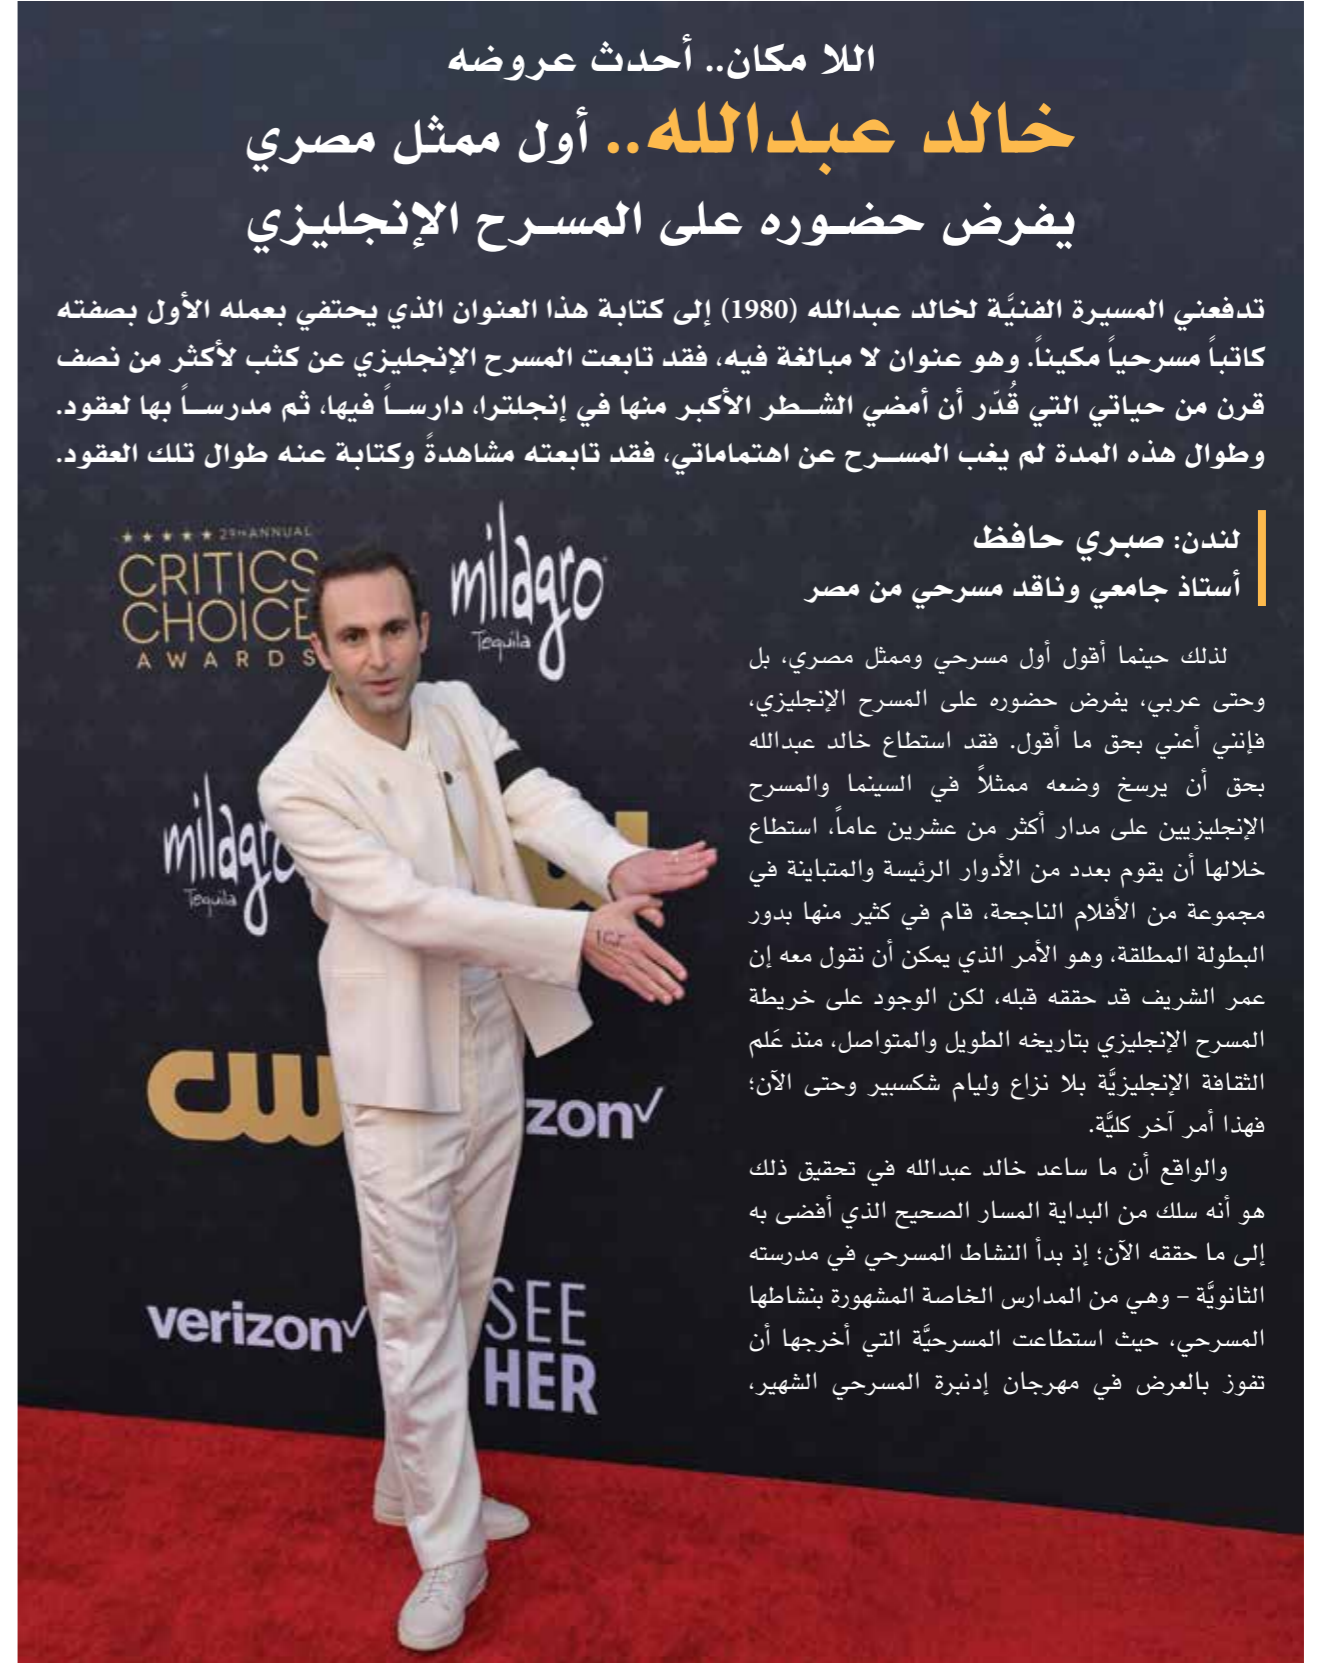 اللا مكان.. أحدث عروضه
خالد عبدالله.. أول ممثل مصري
يفرض حضوره على المسرح الإنجليزي
تدفعني المسيرة الفنيَّة لخالد عبدالله (1980) إلى كتابة هذا العنوان الذي يحتفي بعمله الأول بصفته
كاتباً مسرحياً مكيناً. وهو عنوان لا مبالغة فيه، فقد تابعت المسرح الإنجليزي عن كثب لأكثر من نصف
قرن من حياتي التي قُدّر أن أمضي الشطر الأكبر منها في إنجلترا، دارساً فيها، ثم مدرساً بها لعقود.
وطوال هذه المدة لم يغب المسرح عن اهتماماتي، فقد تابعته مشاهدةً وكتابة عنه طوال تلك العقود.
لندن: صبري حافظ
أستاذ جامعي وناقد مسرحي من مصر
لذلك حينما أقول أول مسرحي وممثل مصري، بل
وحتى عربي، يفرض حضوره على المسرح الإنجليزي،
فإنني أعني بحق ما أقول. فقد استطاع خالد عبدالله
بحق أن يرسخ وضعه ممثلاً في السينما والمسرح
الإنجليزيين على مدار أكثر من عشرين عاماً، استطاع
خلالها أن يقوم بعدد من الأدوار الرئيسة والمتباينة في
مجموعة من الأفلام الناجحة، قام في كثير منها بدور
البطولة المطلقة، وهو الأمر الذي يمكن أن نقول معه إن
عمر الشريف قد حققه قبله، لكن الوجود على خريطة
المسرح الإنجليزي بتاريخه الطويل والمتواصل، منذ عَلم
الثقافة الإنجليزيَّة بلا نزاع وليام شكسبير وحتى الآن؛
فهذا أمر آخر كليَّة.
والواقع أن ما ساعد خالد عبدالله في تحقيق ذلك
هو أنه سلك من البداية المسار الصحيح الذي أفضى به
إلى ما حققه الآن؛ إذ بدأ النشاط المسرحي في مدرسته
الثانويَّة – وهي من المدارس الخاصة المشهورة بنشاطها
المسرحي، حيث استطاعت المسرحيَّة التي أخرجها أن
تفوز بالعرض في مهرجان إدنبرة المسرحي الشهير،
29TH ANNUAL
CRITICS
CHOICE
AWARDS
milagro
Tequila
milagro
Tequila
CW
zon
verizon
SEE
HER